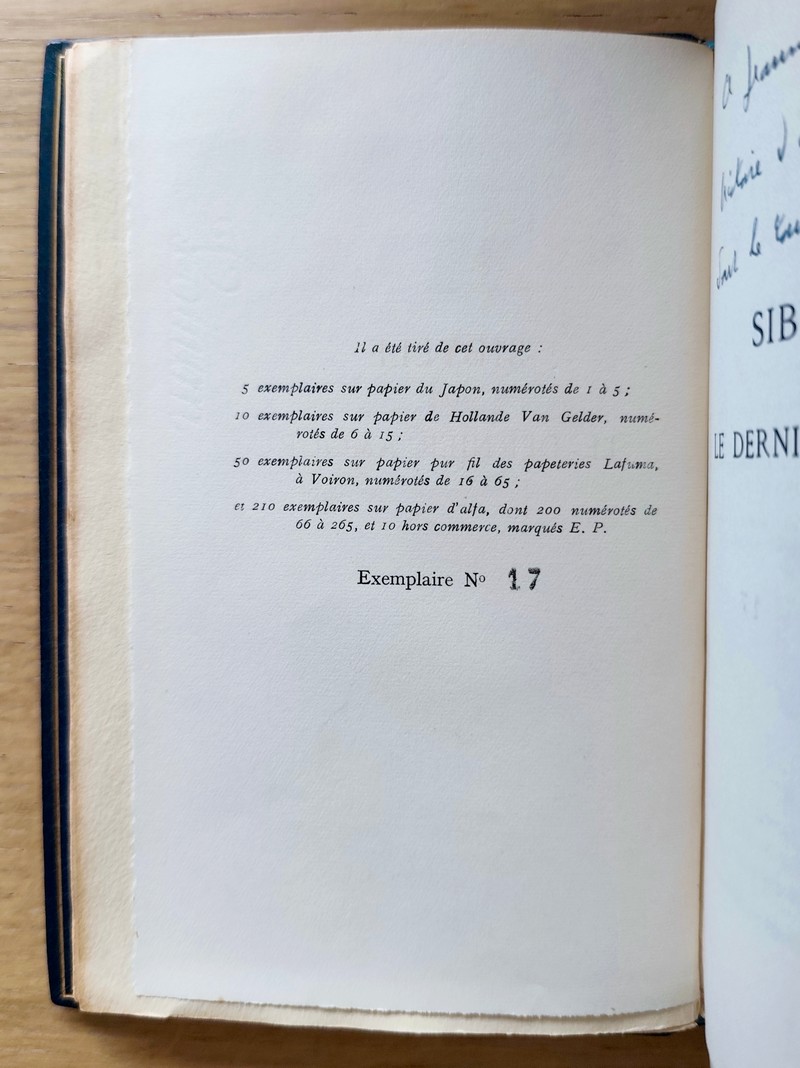 Il a été tiré de cet ouvrage :
5 exemplaires sur papier du Japon, numérotés de 1 à 5 ;
10 exemplaires sur papier de Hollande Van Gelder, numé-
rotés de 6 à 15 ;
50 exemplaires sur papier pur fil des papeteries Lafuma,
à Voiron, numérotés de 16 à 65 ;
et 210 exemplaires sur papier d'alfa, dont 200 numérotés de
66 à 265, et 10 hors commerce, marqués E. P.
Exemplaire Nº 17
SIB
LE DERNI